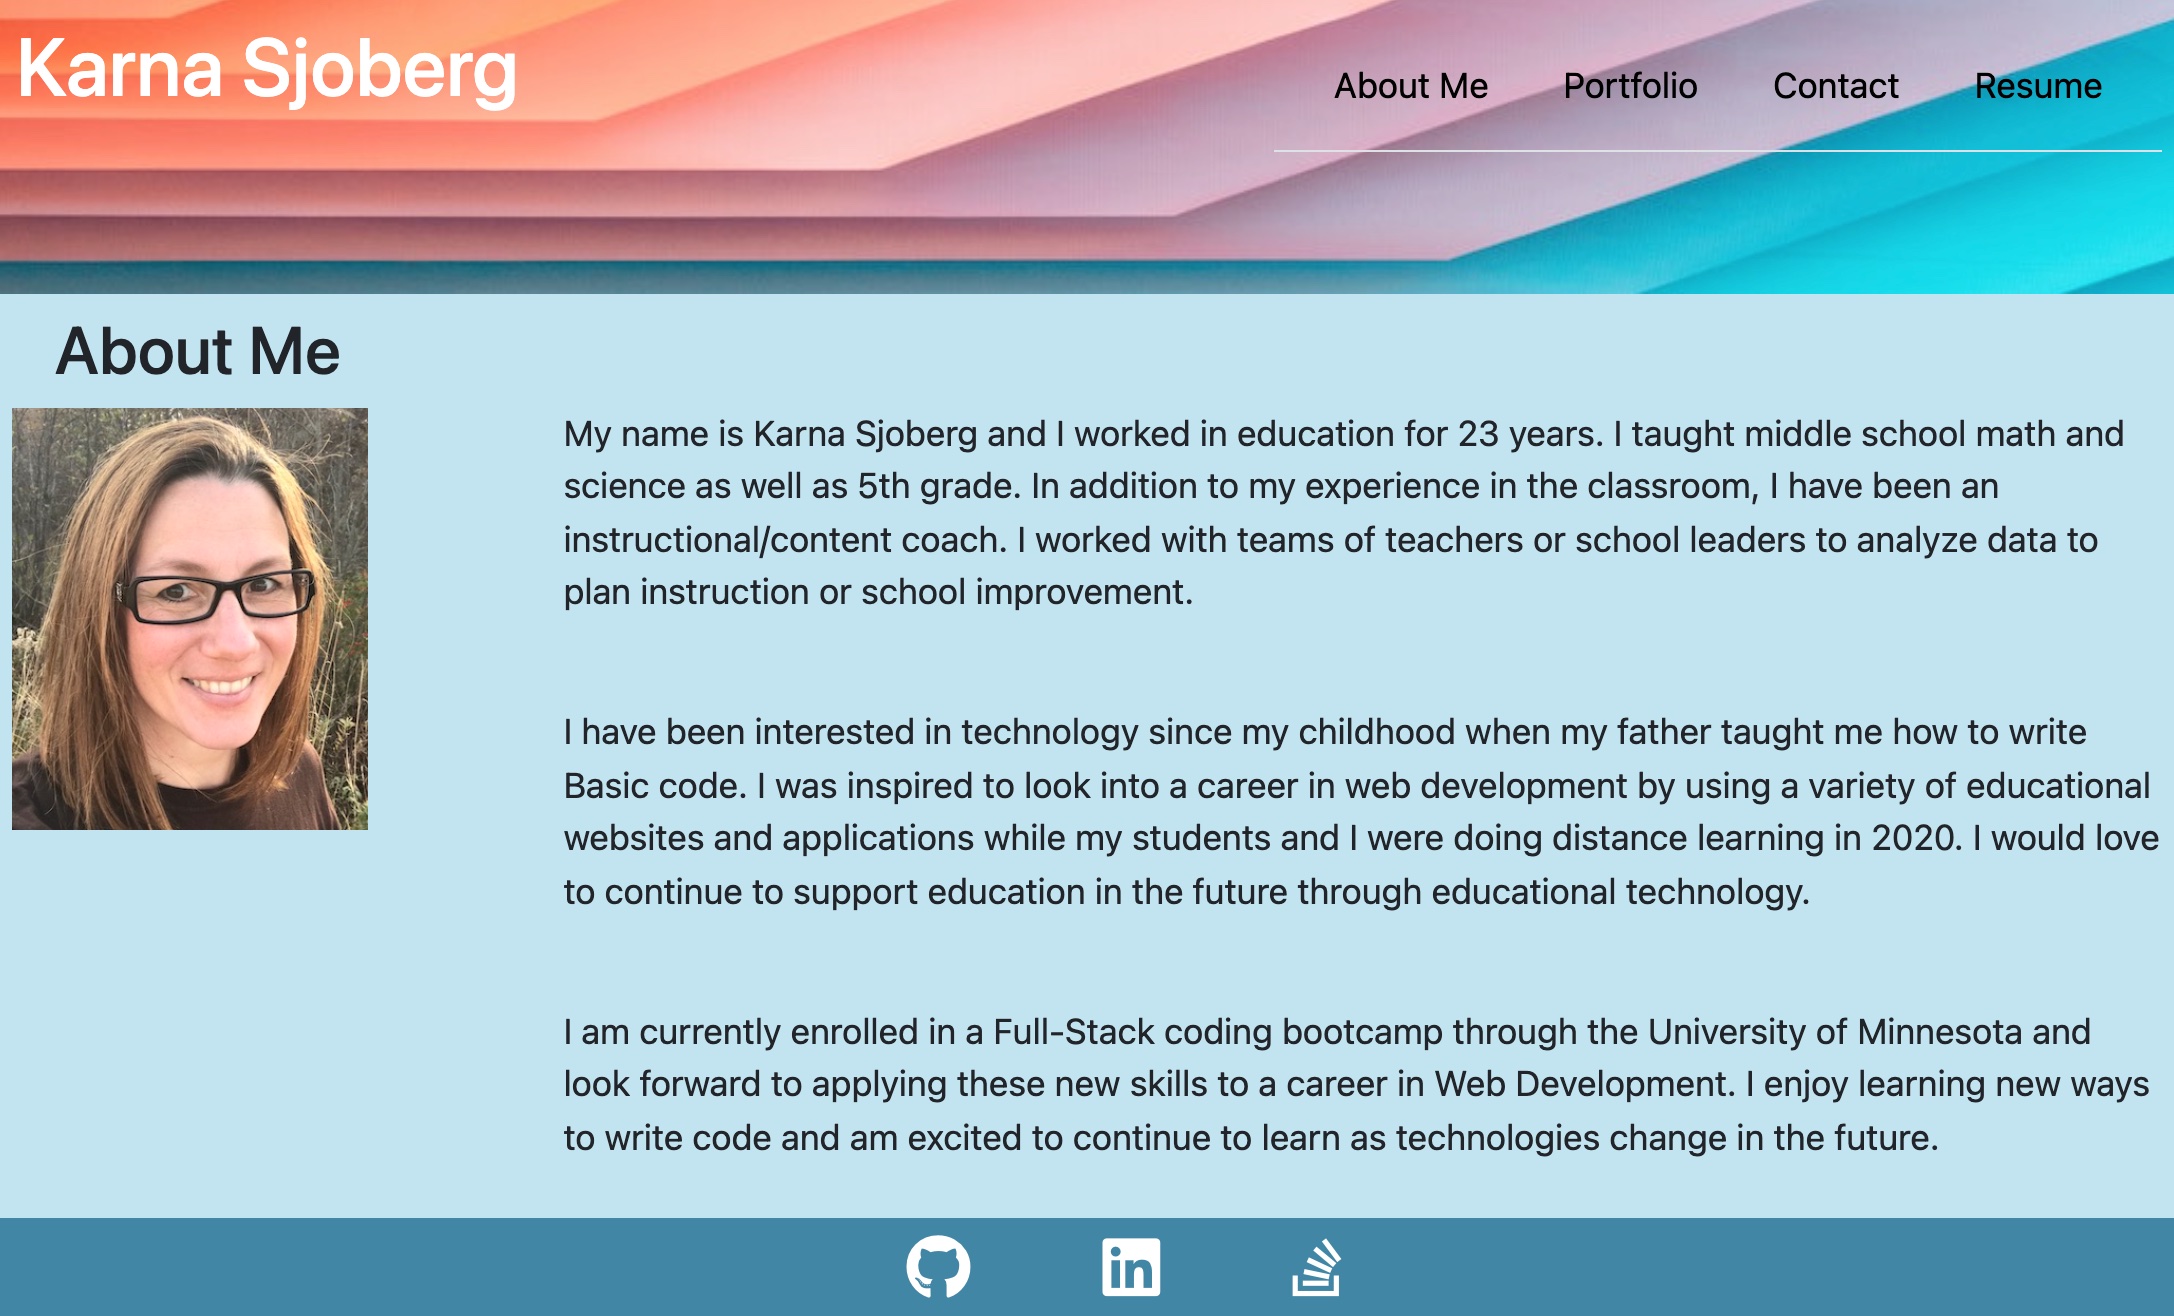 Karna Sjoberg
About Me
Portfolio
Contact
Resume
About Me
My name is Karna Sjoberg and I worked in education for 23 years. I taught middle school math and
science as well as 5th grade. In addition to my experience in the classroom, I have been an
instructional/content coach. I worked with teams of teachers or school leaders to analyze data to
plan instruction or school improvement.
I have been interested in technology since my childhood when my father taught me how to write
Basic code. I was inspired to look into a career in web development by using a variety of educational
websites and applications while my students and I were doing distance learning in 2020. I would love
to continue to support education in the future through educational technology.
I am currently enrolled in a Full-Stack coding bootcamp through the University of Minnesota and
look forward to applying these new skills to a career in Web Development. I enjoy learning new ways
to write code and am excited to continue to learn as technologies change in the future.
in